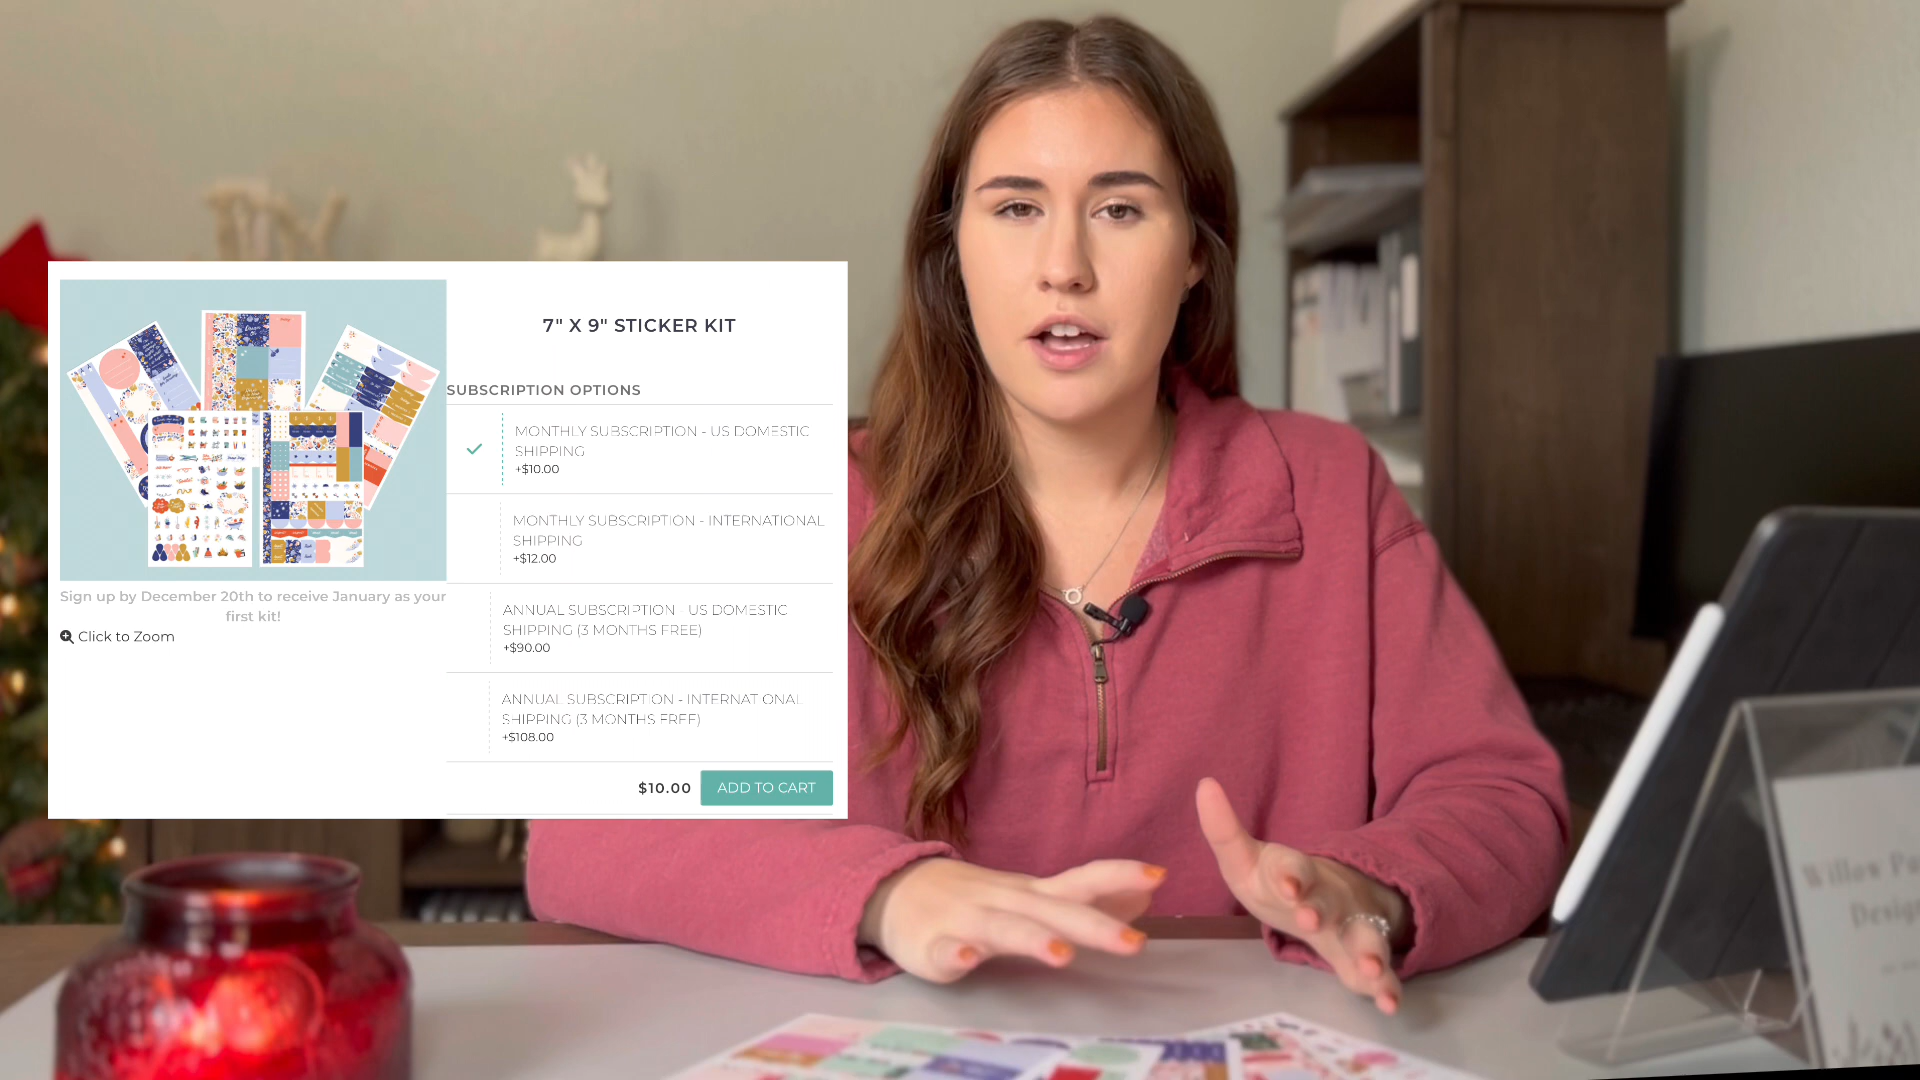 7" X 9" STICKER KIT
SUBSCRIPTION OPTIONS
MONTHLY SUBSCRIPTION - US DOMESTIC
SHIPPING
+$10.00
MONTHLY SUBSCRIPTION - INTERNATIONAL
SHIPPING
+$12.00
ANNUAL SUBSCRIPTION - US DOMESTIC
SHIPPING (3 MONTHS FREE)
+$90.00
ANNUAL SUBSCRIPTION - INTERNATIONAL
SHIPPING (3 MONTHS FREE)
+$108.00
$10.00 ADD TO CART
Sign up by December 20th to receive January as your
first kit!
Click to Zoom
Willow
Design